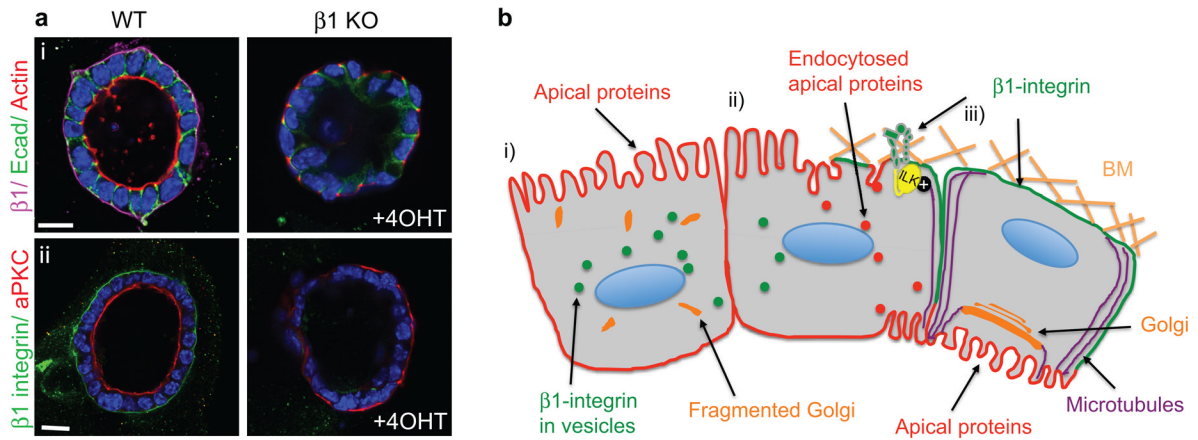 a
WT
β1 KO
b
i
β1/ Ecad/ Actin
+4OHT
ii
β1 integrin/ aPKC
+4OHT
Apical proteins
ii)
Endocytosed
apical proteins
β1-integrin
iii)
i)
BM
ILK
+
Golgi
β1-integrin
in vesicles
Fragmented Golgi
Apical proteins
Microtubules